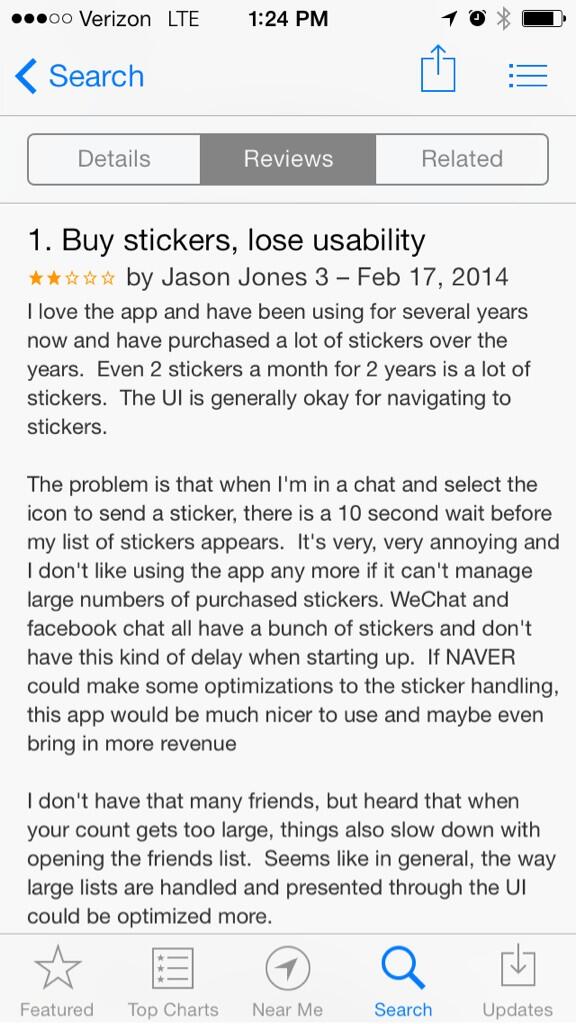 Verizon LTE 1:24 PM
Search
Details Reviews Related
1. Buy stickers, lose usability
by Jason Jones 3 – Feb 17, 2014
I love the app and have been using for several years
now and have purchased a lot of stickers over the
years.  Even 2 stickers a month for 2 years is a lot of
stickers.  The UI is generally okay for navigating to
stickers.
The problem is that when I'm in a chat and select the
icon to send a sticker, there is a 10 second wait before
my list of stickers appears.  It's very, very annoying and
I don't like using the app any more if it can't manage
large numbers of purchased stickers. WeChat and
facebook chat all have a bunch of stickers and don't
have this kind of delay when starting up.  If NAVER
could make some optimizations to the sticker handling,
this app would be much nicer to use and maybe even
bring in more revenue
I don't have that many friends, but heard that when
your count gets too large, things also slow down with
opening the friends list.  Seems like in general, the way
large lists are handled and presented through the UI
could be optimized more.
Featured Top Charts Near Me Search Updates